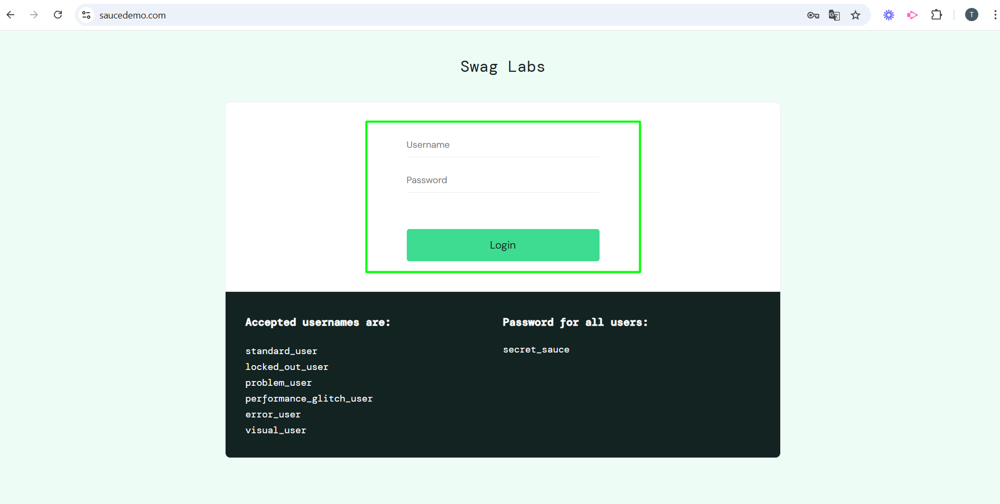 saucedemo.com
T
Swag Labs
Username
Password
Login
Accepted usernames are:
standard_user
locked_out_user
problem_user
performance_glitch_user
error_user
visual_user
Password for all users:
secret_sauce